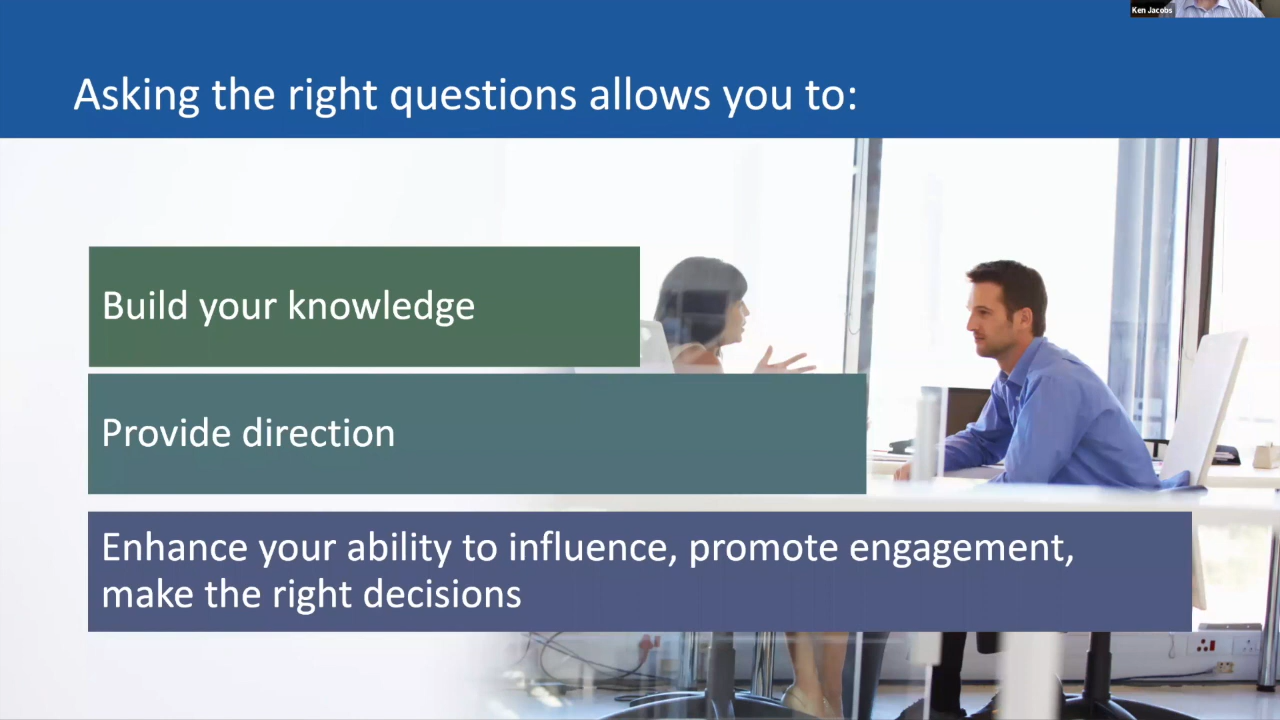 Ken Jacobs
Asking the right questions allows you to:
Build your knowledge
Provide direction
Enhance your ability to influence, promote engagement,
make the right decisions